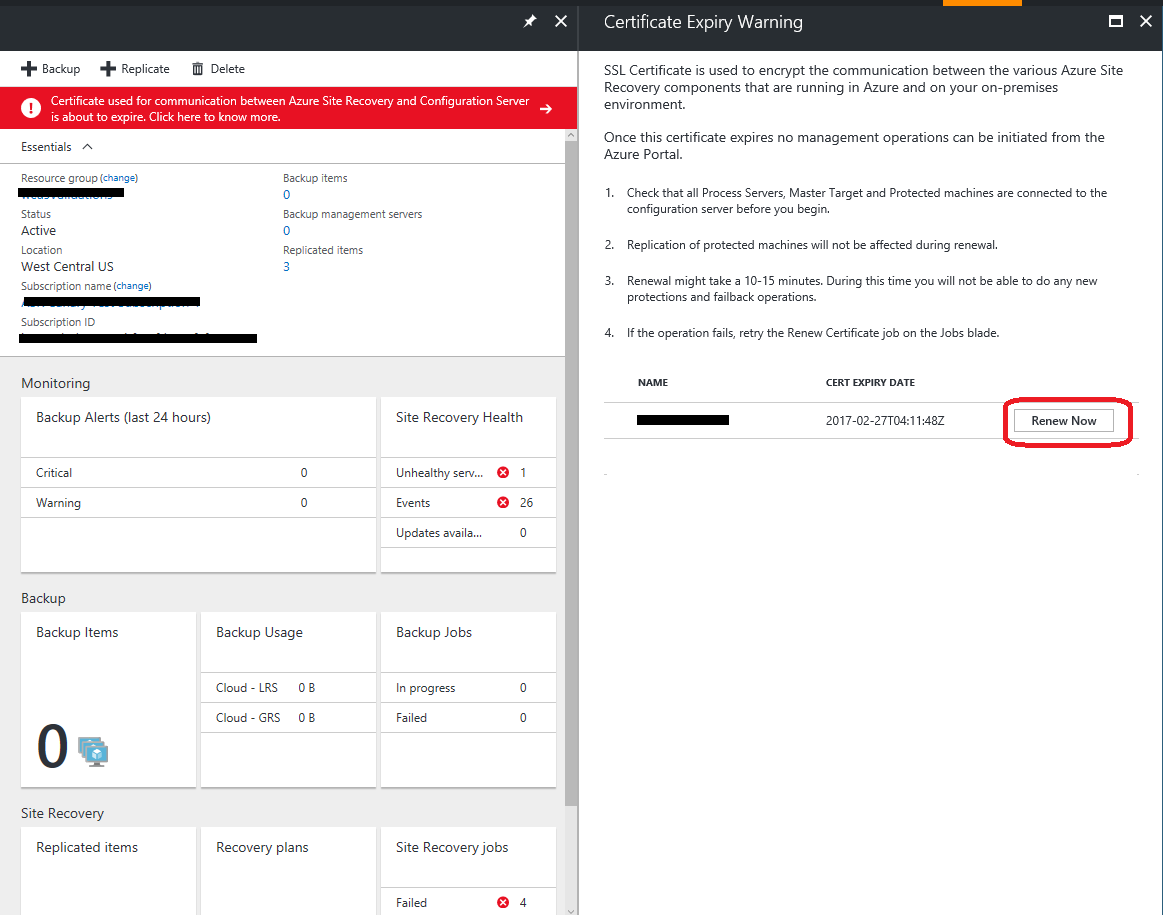 Certificate Expiry Warning
Backup
Replicate
Delete
Certificate used for communication between Azure Site Recovery and Configuration Server
is about to expire. Click here to know more.
Essentials
Resource group (change)
Status
Active
Location
West Central US
Subscription name (change)
Subscription ID
Backup items
0
Backup management servers
0
Replicated items
3
Monitoring
Backup Alerts (last 24 hours)
Critical 0
Warning 0
Site Recovery Health
Unhealthy serv... 1
Events 26
Updates availa... 0
Backup
Backup Items
0
Backup Usage
Cloud - LRS 0 B
Cloud - GRS 0 B
Backup Jobs
In progress 0
Failed 0
Site Recovery
Replicated items
Recovery plans
Site Recovery jobs
Failed 4
SSL Certificate is used to encrypt the communication between the various Azure Site
Recovery components that are running in Azure and on your on-premises
environment.
Once this certificate expires no management operations can be initiated from the
Azure Portal.
1. Check that all Process Servers, Master Target and Protected machines are connected to the
configuration server before you begin.
2. Replication of protected machines will not be affected during renewal.
3. Renewal might take a 10-15 minutes. During this time you will not be able to do any new
protections and failback operations.
4. If the operation fails, retry the Renew Certificate job on the Jobs blade.
NAME CERT EXPIRY DATE
2017-02-27T04:11:48Z Renew Now